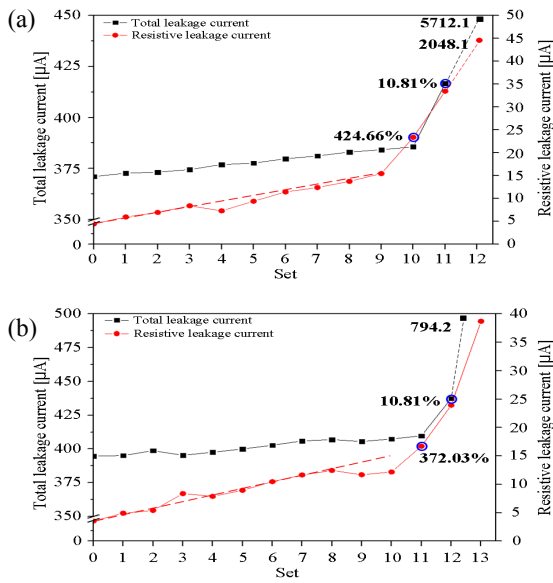 (a)
Total leakage current
Resistive leakage current
5712.1
2048.1
10.81%
424.66%
Total leakage current [µA]
450
425
400
375
350
0
Resistive leakage current [µA]
50
45
40
35
30
25
20
15
10
5
0
0 1 2 3 4 5 6 7 8 9 10 11 12
Set
(b)
Total leakage current
Resistive leakage current
794.2
10.81%
372.03%
Total leakage current [µA]
500
475
450
425
400
375
350
0
Resistive leakage current [µA]
40
35
30
25
20
15
10
5
0
0 1 2 3 4 5 6 7 8 9 10 11 12 13
Set